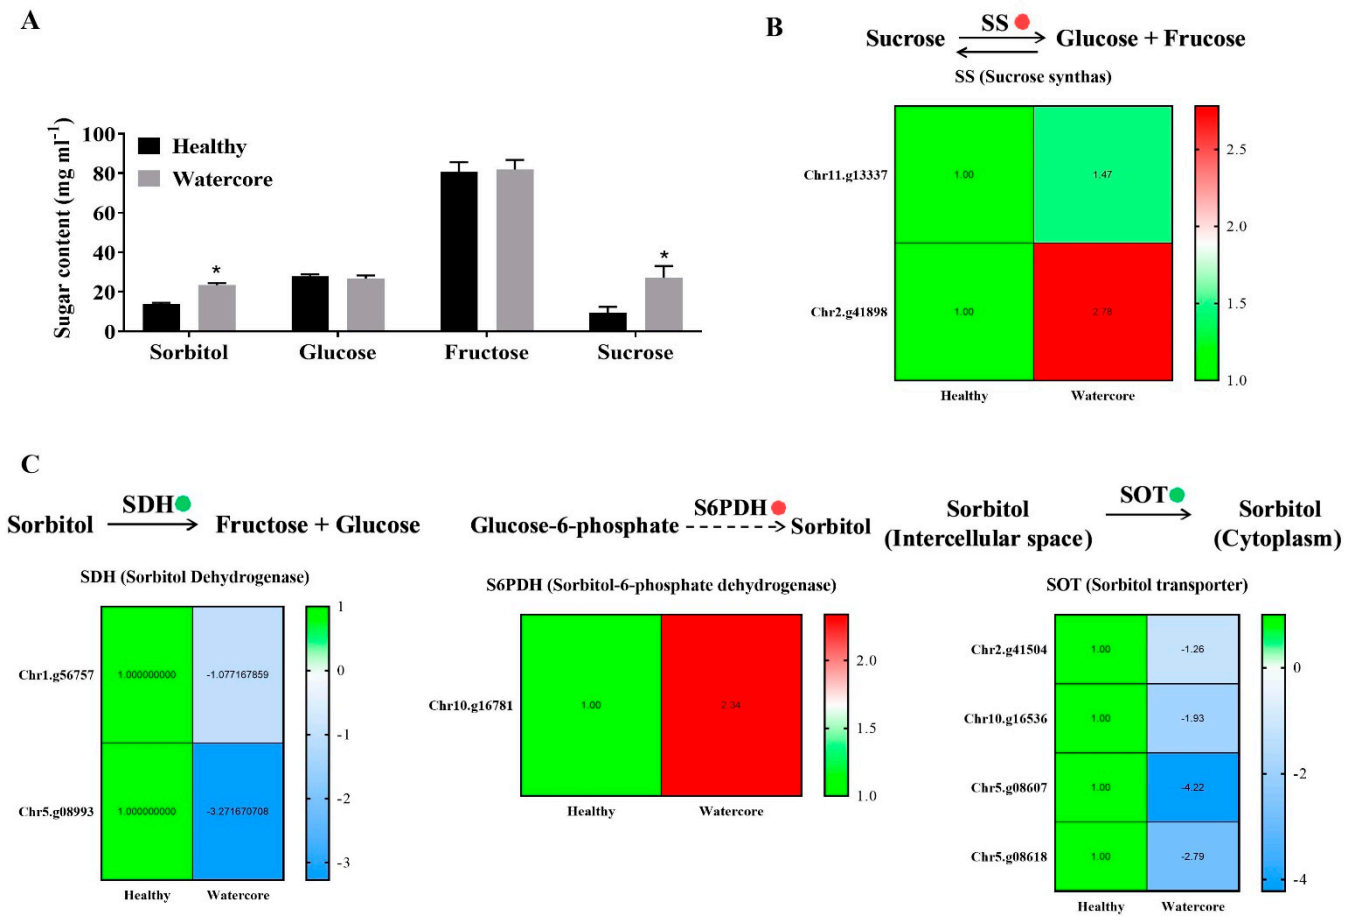 A
Sugar content (mg ml⁻¹)
100
80
60
40
20
0
Healthy
Watercore
*
*
Sorbitol
Glucose
Fructose
Sucrose
B
Sucrose SS Glucose + Frucose
SS (Sucrose synthas)
Chr11.g13337 1.00 1.47
Chr2.g41898 1.00 2.78
Healthy Watercore
2.5
2.0
1.5
1.0
C
Sorbitol SDH Fructose + Glucose
SDH (Sorbitol Dehydrogenase)
Chr1.g56757 1.000000000 -1.077167859
Chr5.g08993 1.000000000 -3.271670708
Healthy Watercore
1
0
-1
-2
-3
Glucose-6-phosphate S6PDH Sorbitol
S6PDH (Sorbitol-6-phosphate dehydrogenase)
Chr10.g16781 1.00 2.34
Healthy Watercore
2.0
1.5
1.0
Sorbitol SOT Sorbitol
(Intercellular space) (Cytoplasm)
SOT (Sorbitol transporter)
Chr2.g41504 1.00 -1.26
Chr10.g16536 1.00 -1.93
Chr5.g08607 1.00 -4.22
Chr5.g08618 1.00 -2.79
Healthy Watercore
0
-2
-4